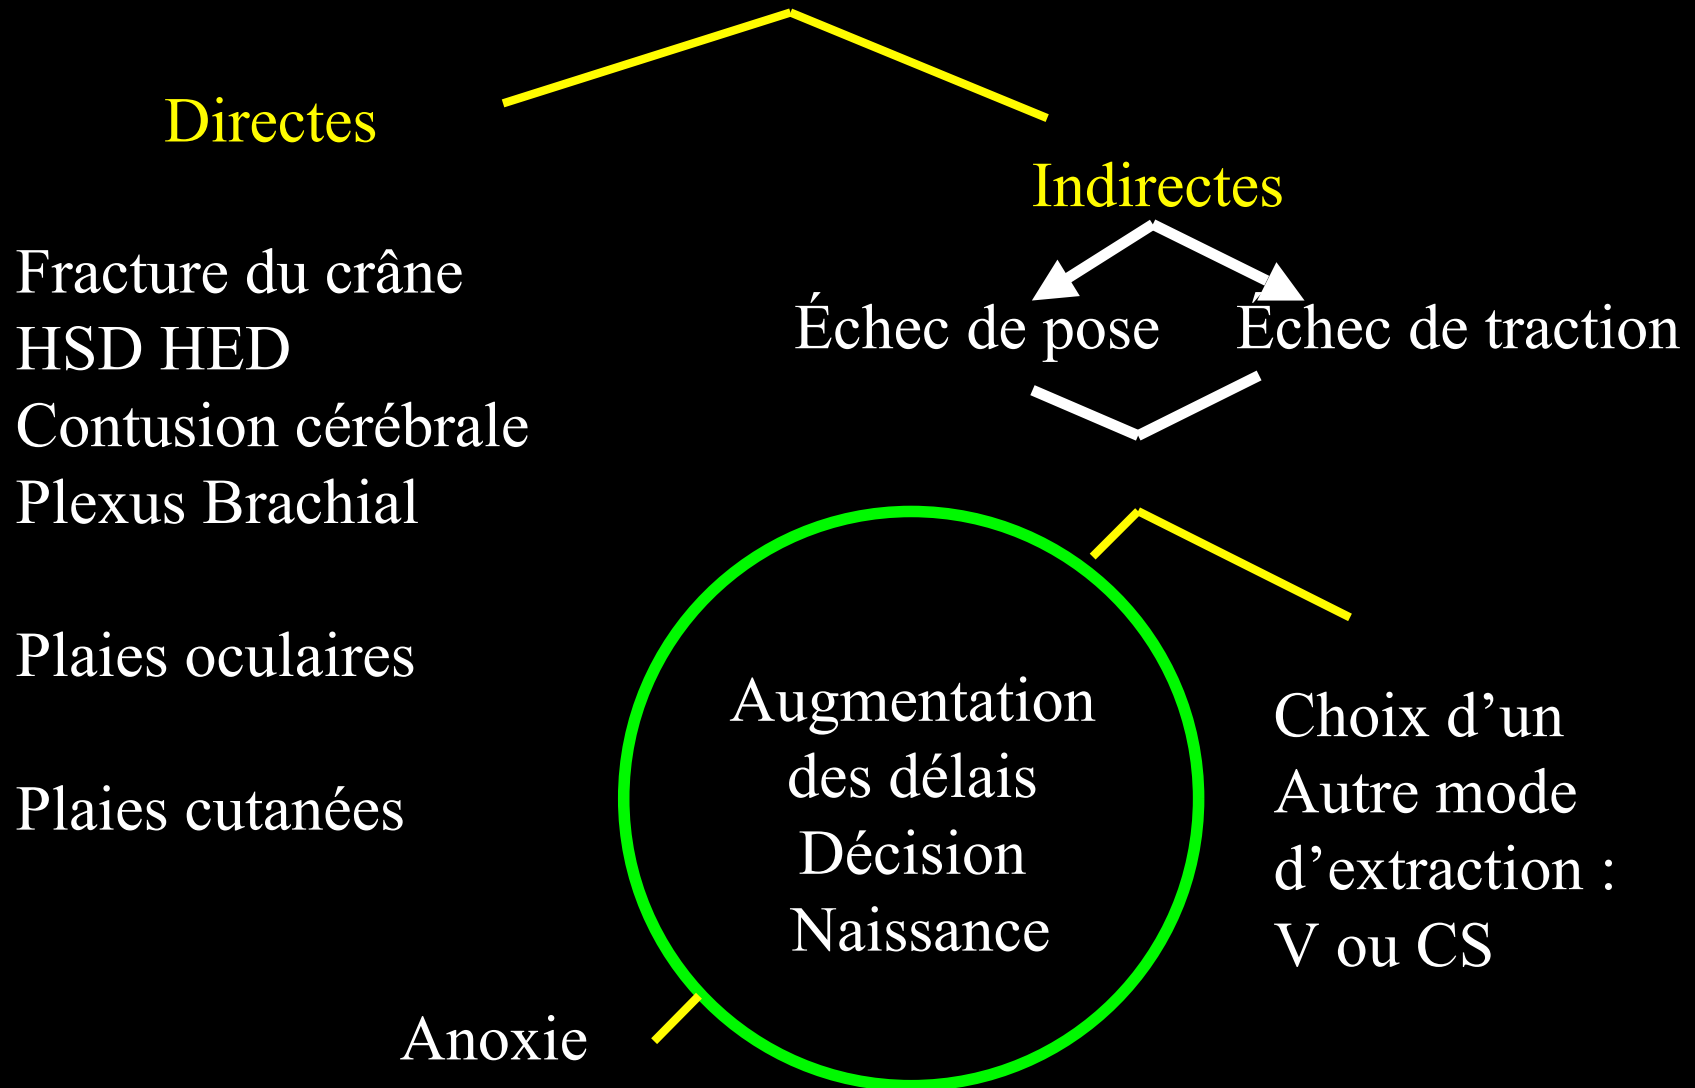 Directes
Fracture du crâne
HSD HED
Contusion cérébrale
Plexus Brachial
Plaies oculaires
Plaies cutanées
Indirectes
Échec de pose
Échec de traction
Augmentation
des délais
Décision
Naissance
Anoxie
Choix d’un
Autre mode
d’extraction :
V ou CS